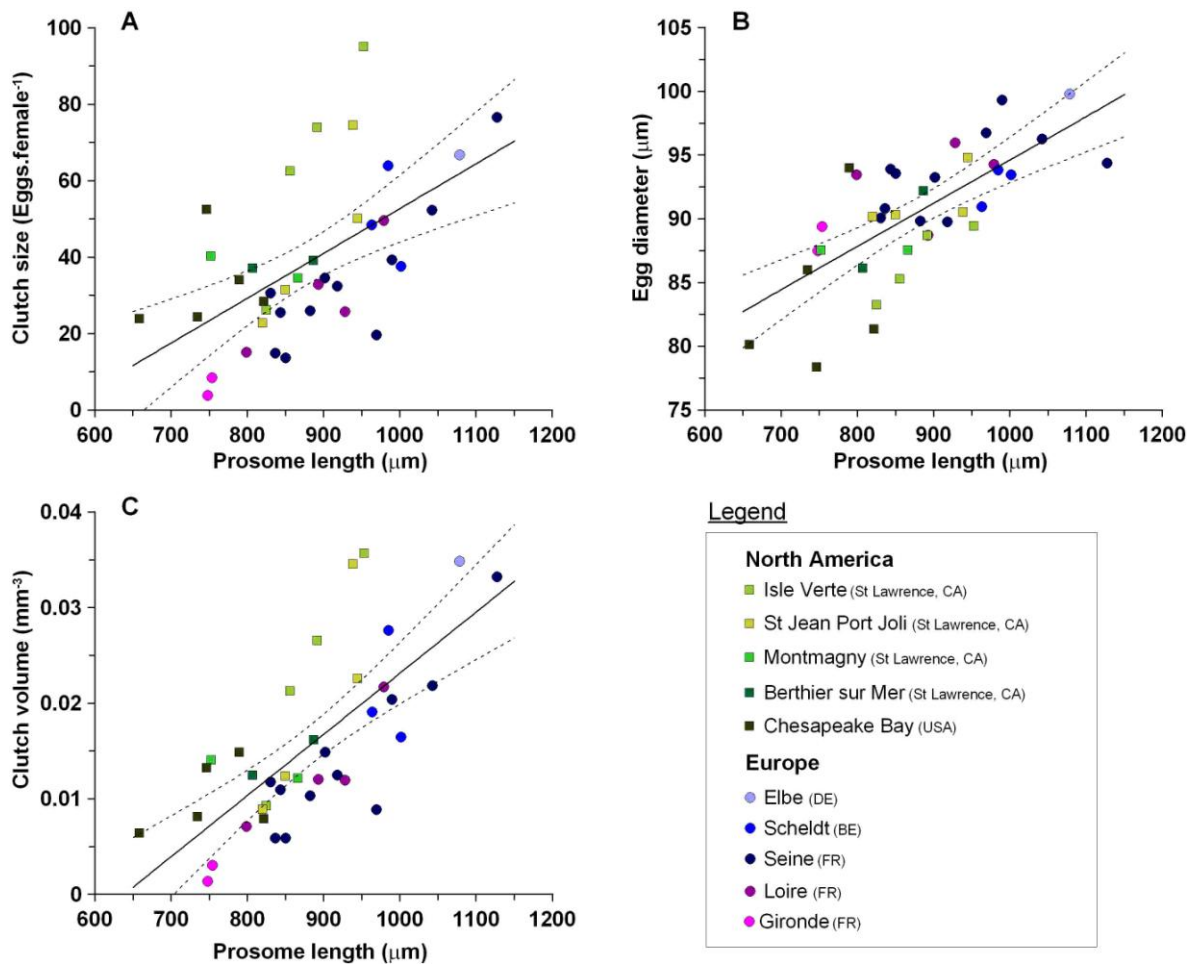 A
Clutch size (Eggs.female⁻¹)
100
80
60
40
20
0
600 700 800 900 1000 1100 1200
Prosome length (μm)
B
Egg diameter (μm)
105
100
95
90
85
80
75
600 700 800 900 1000 1100 1200
Prosome length (μm)
C
Clutch volume (mm⁻³)
0.04
0.03
0.02
0.01
0
600 700 800 900 1000 1100 1200
Prosome length (μm)
Legend
North America
Isle Verte (St Lawrence, CA)
St Jean Port Joli (St Lawrence, CA)
Montmagny (St Lawrence, CA)
Berthier sur Mer (St Lawrence, CA)
Chesapeake Bay (USA)
Europe
Elbe (DE)
Scheldt (BE)
Seine (FR)
Loire (FR)
Gironde (FR)